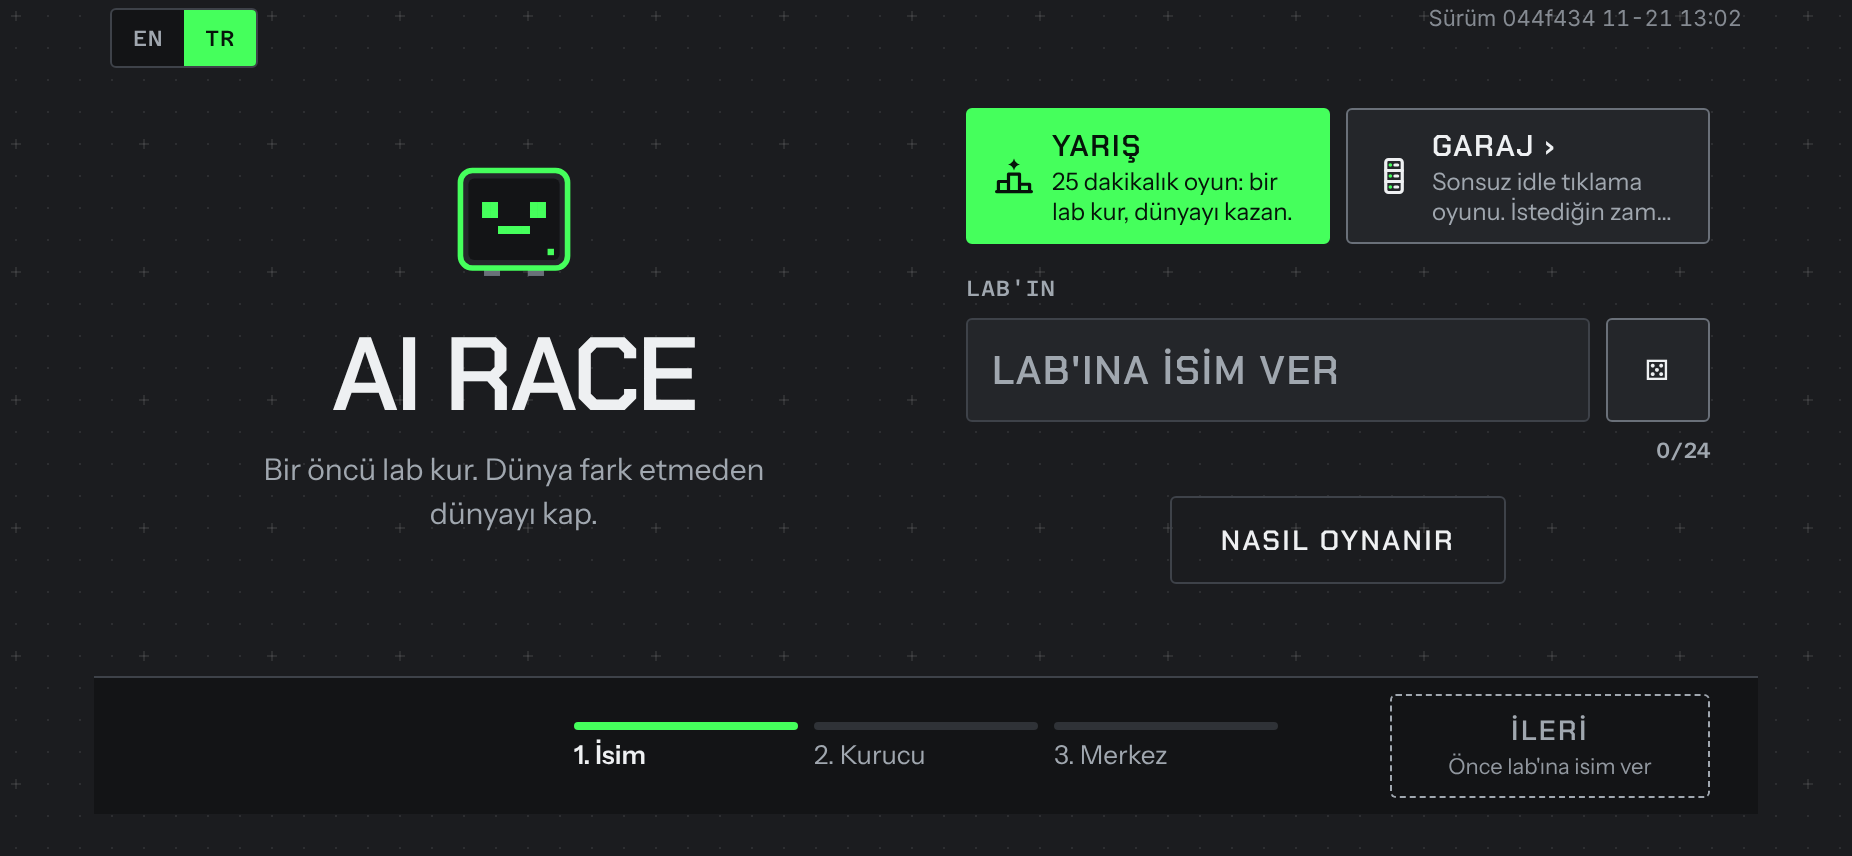 EN
TR
Sürüm 044f434 11-21 13:02
YARIŞ
25 dakikalık oyun: bir
lab kur, dünyayı kazan.
GARAJ ›
Sonsuz idle tıklama
oyunu. İstediğin zam...
AI RACE
Bir öncü lab kur. Dünya fark etmeden
dünyayı kap.
LAB'IN
LAB'INA İSİM VER
0/24
NASIL OYNANIR
1. İsim
2. Kurucu
3. Merkez
İLERİ
Önce lab'ına isim ver